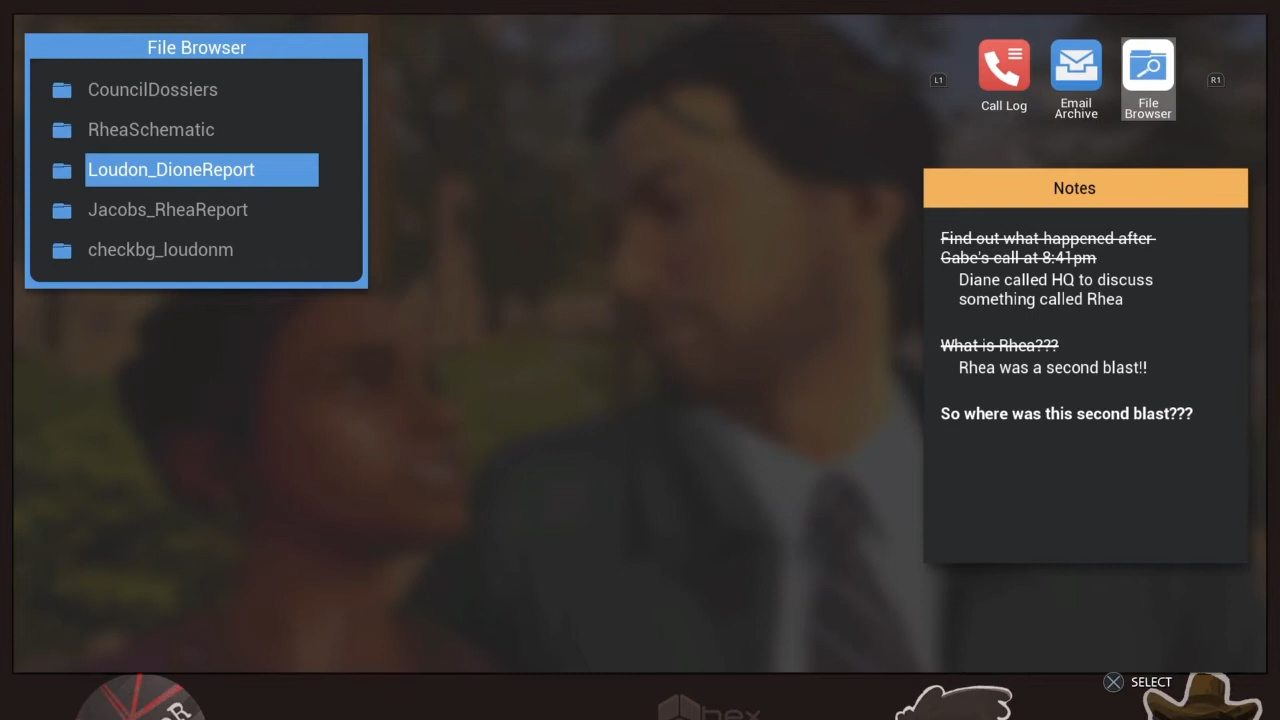 File Browser
CouncilDossiers
RheaSchematic
Loudon_DioneReport
Jacobs_RheaReport
checkbg_loudonm
L1
Call Log
Email
Archive
File
Browser
R1
Notes
Find out what happened after
Gabe's call at 8:41pm
Diane called HQ to discuss
something called Rhea
What is Rhea???
Rhea was a second blast!!
So where was this second blast???
SELECT
hex